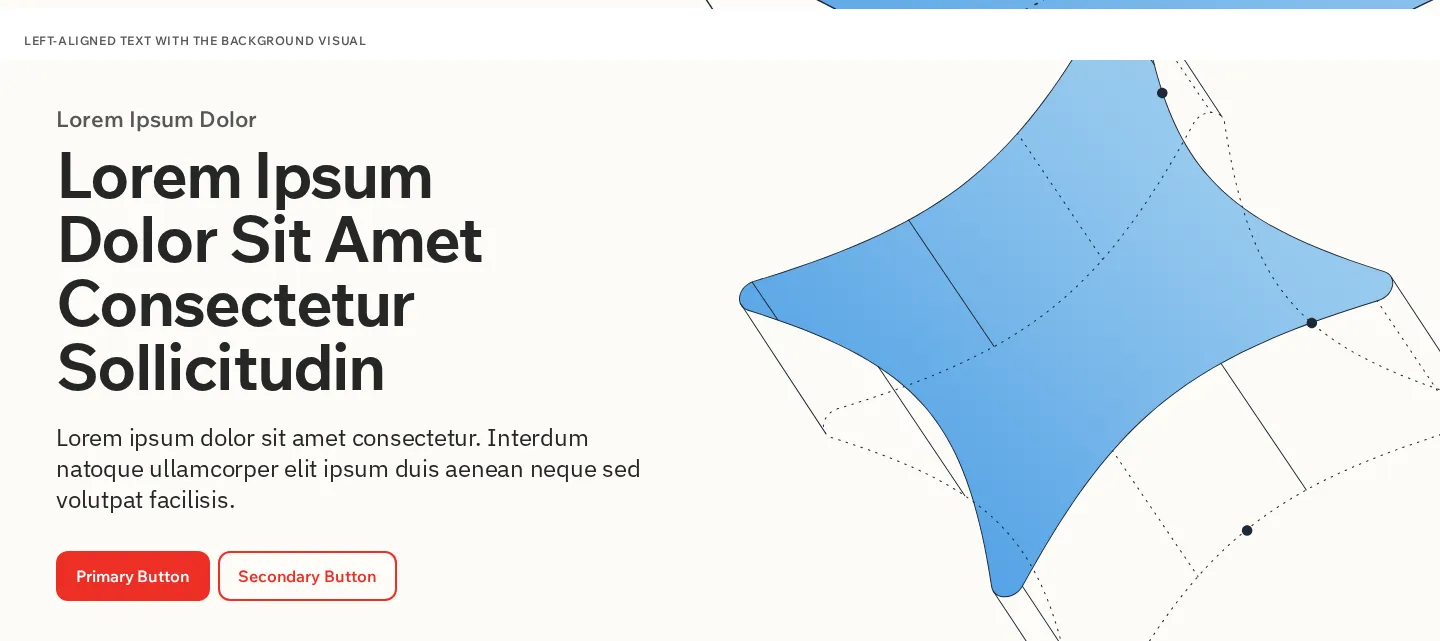 LEFT-ALIGNED TEXT WITH THE BACKGROUND VISUAL
Lorem Ipsum Dolor
Lorem Ipsum
Dolor Sit Amet
Consectetur
Sollicitudin
Lorem ipsum dolor sit amet consectetur. Interdum
natoque ullamcorper elit ipsum duis aenean neque sed
volutpat facilisis.
Primary Button
Secondary Button